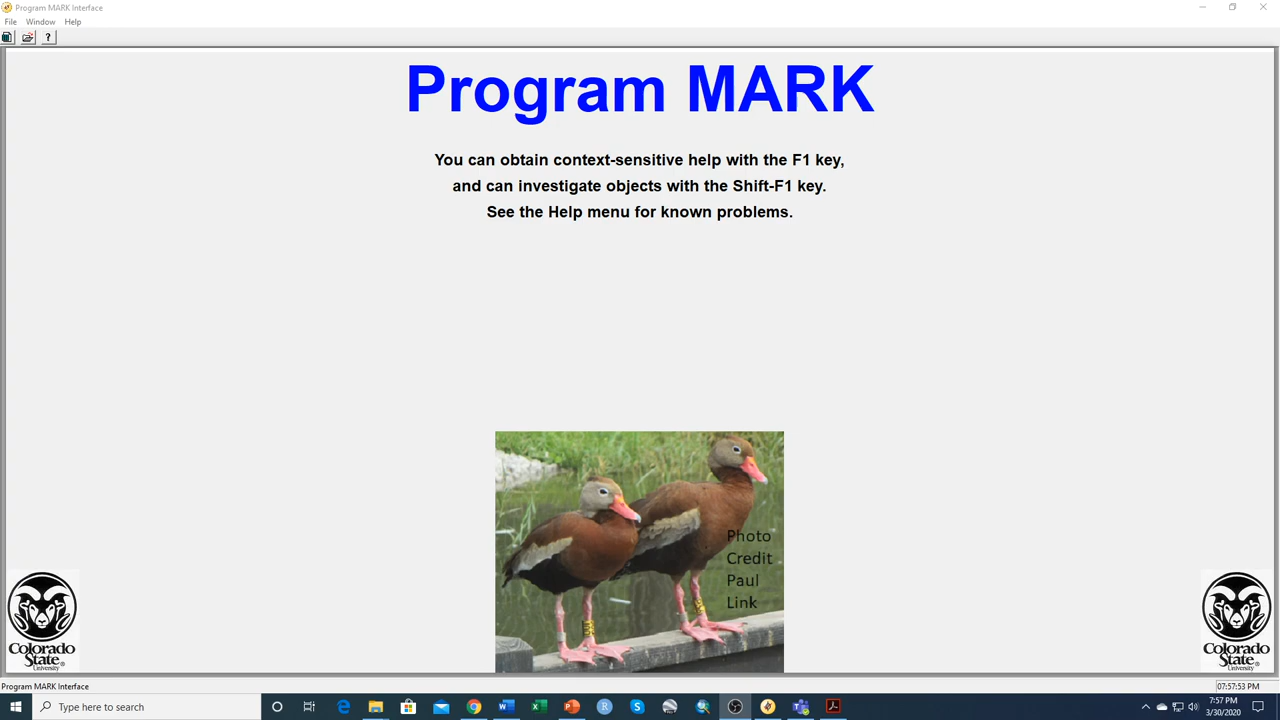 Program MARK Interface
File Window Help
?
Program MARK
You can obtain context-sensitive help with the F1 key,
and can investigate objects with the Shift-F1 key.
See the Help menu for known problems.
Photo
Credit
Paul
Link
Colorado
State
University
Colorado
State
University
Program MARK Interface
07:57:53 PM
Type here to search
7:57 PM
3/30/2020